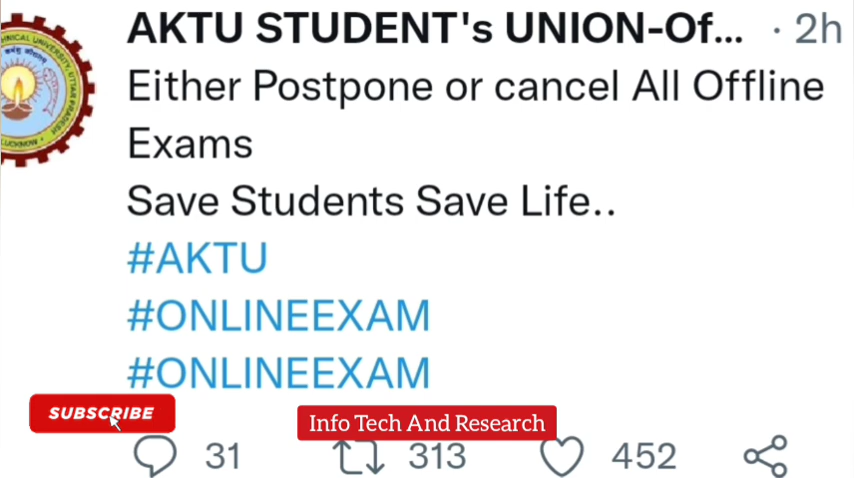 AKTU STUDENT's UNION-Of... · 2h
Either Postpone or cancel All Offline
Exams
Save Students Save Life..
#AKTU
#ONLINEEXAM
#ONLINEEXAM
SUBSCRIBE
Info Tech And Research
31 313 452